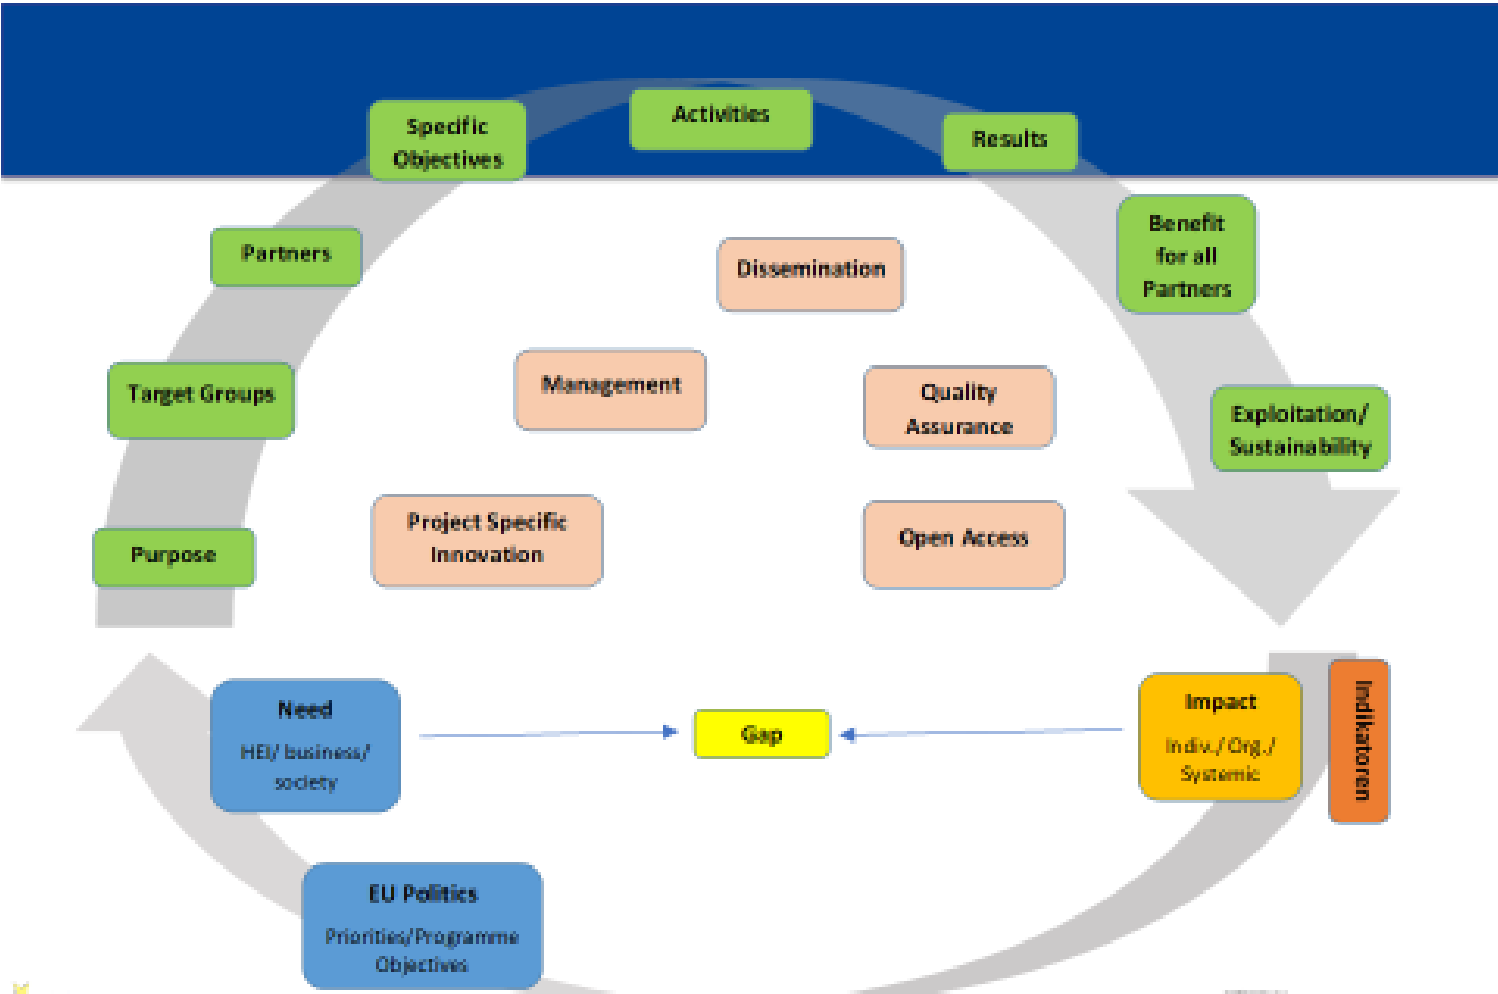 Specific
Objectives
Activities
Results
Partners
Benefit
for all
Partners
Dissemination
Target Groups
Management
Quality
Assurance
Exploitation/
Sustainability
Purpose
Project Specific
Innovation
Open Access
Need
HEI/ business/
society
Gap
Impact
Indiv./ Org./
Systemic
Indikatoren
EU Politics
Priorities/Programme
Objectives